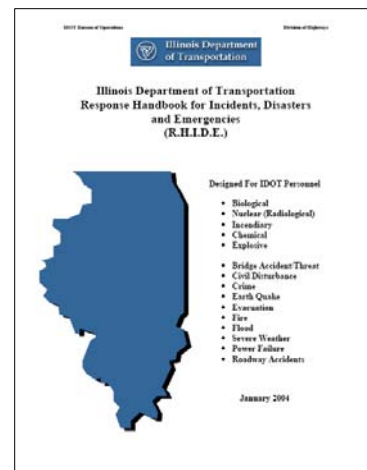 IDOT Bureau of Operations
Division of Highways
Illinois Department
of Transportation
Illinois Department of Transportation
Response Handbook for Incidents, Disasters
and Emergencies
(R.H.I.D.E.)
Designed For IDOT Personnel
• Biological
• Nuclear (Radiological)
• Incendiary
• Chemical
• Explosive
• Bridge Accident/Threat
• Civil Disturbance
• Crime
• Earth Quake
• Evacuation
• Fire
• Flood
• Severe Weather
• Power Failure
• Roadway Accidents
January 2004